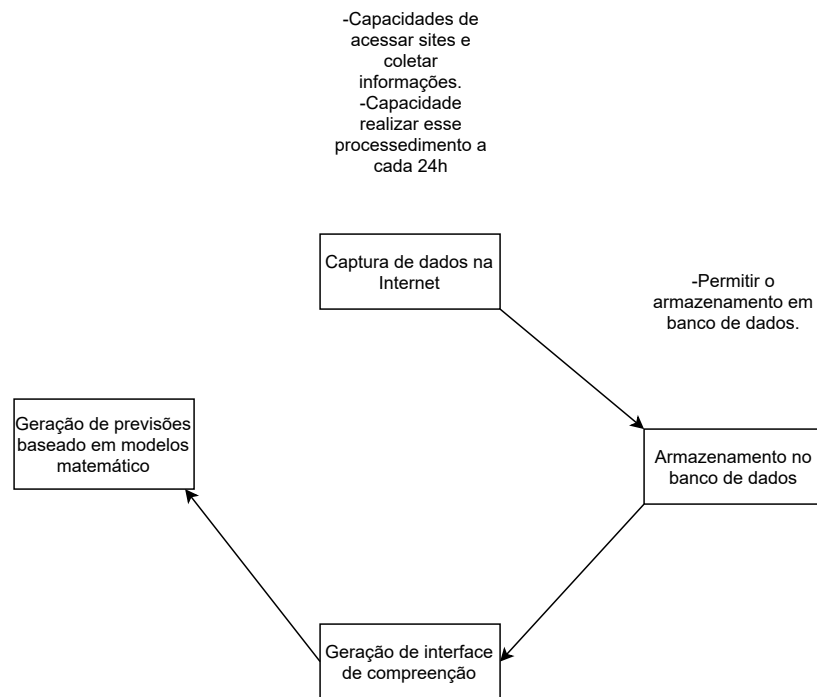 -Capacidades de
acessar sites e
coletar
informações.
-Capacidade
realizar esse
processedimento a
cada 24h
Captura de dados na
Internet
-Permitir o
armazenamento em
banco de dados.
Geração de previsões
baseado em modelos
matemático
Armazenamento no
banco de dados
Geração de interface
de compreenção